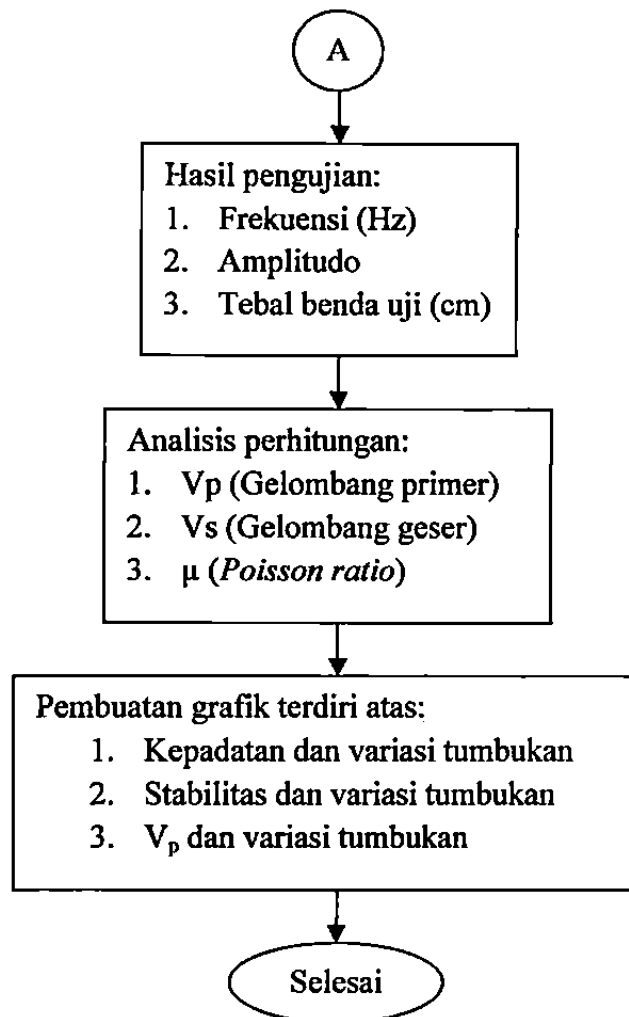 A
Hasil pengujian:
1. Frekuensi (Hz)
2. Amplitudo
3. Tebal benda uji (cm)
Analisis perhitungan:
1. Vp (Gelombang primer)
2. Vs (Gelombang geser)
3. μ (Poisson ratio)
Pembuatan grafik terdiri atas:
1. Kepadatan dan variasi tumbukan
2. Stabilitas dan variasi tumbukan
3. Vp dan variasi tumbukan
Selesai